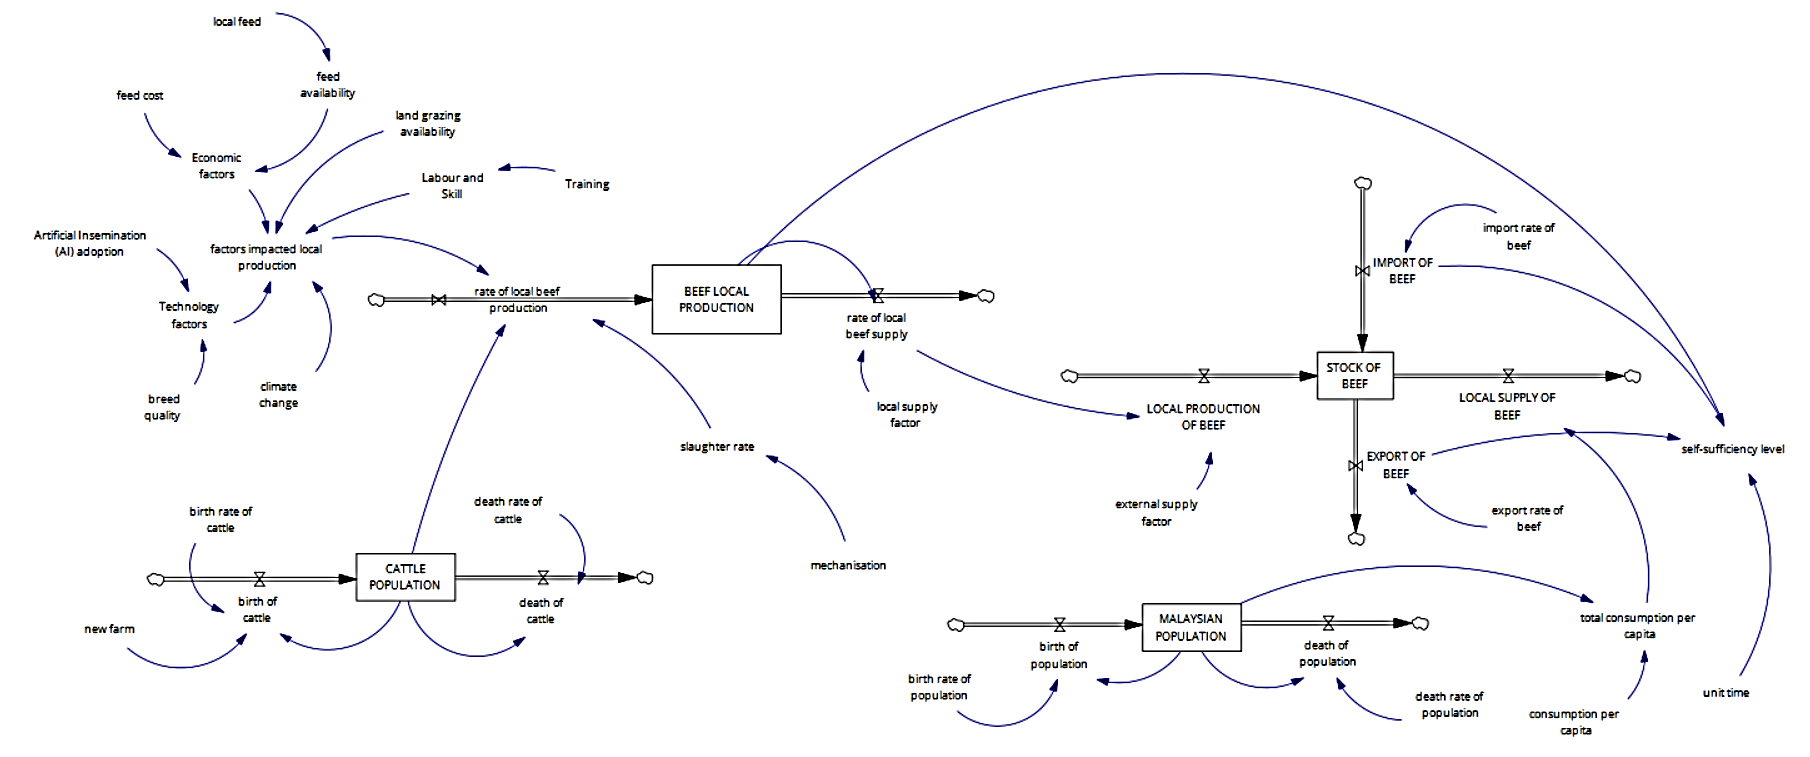 local feed
feed
availability
feed cost
land grazing
availability
Economic
factors
Labour and
Skill
Training
Artificial Insemination
(AI) adoption
factors impacted local
production
Technology
factors
breed
quality
climate
change
rate of local beef
production
BEEF LOCAL
PRODUCTION
rate of local
beef supply
local supply
factor
slaughter rate
mechanisation
import rate of
beef
IMPORT OF
BEEF
STOCK OF
BEEF
LOCAL PRODUCTION
OF BEEF
LOCAL SUPPLY OF
BEEF
external supply
factor
EXPORT OF
BEEF
export rate of
beef
self-sufficiency level
birth rate of
cattle
death rate of
cattle
CATTLE
POPULATION
birth of
cattle
death of
cattle
new farm
MALAYSIAN
POPULATION
birth of
population
death of
population
birth rate of
population
death rate of
population
total consumption per
capita
consumption per
capita
unit time